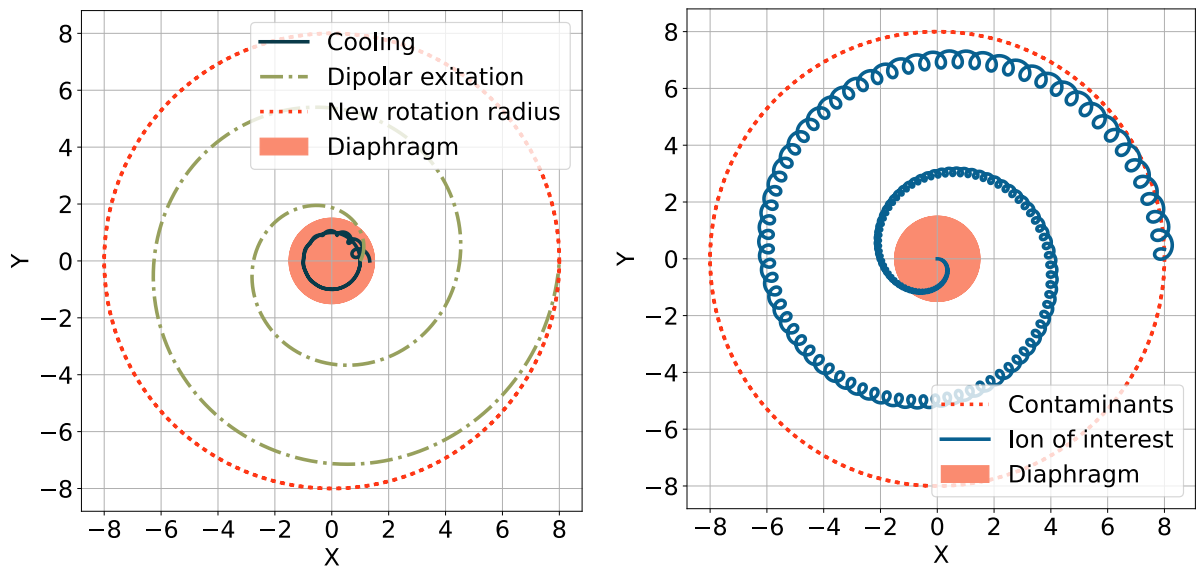 Cooling
Dipolar exitation
New rotation radius
Diaphragm
8
6
4
2
0
−2
−4
−6
−8
Y
−8 −6 −4 −2 0 2 4 6 8
X
8
6
4
2
0
−2
−4
−6
−8
Y
Contaminants
Ion of interest
Diaphragm
−8 −6 −4 −2 0 2 4 6 8
X